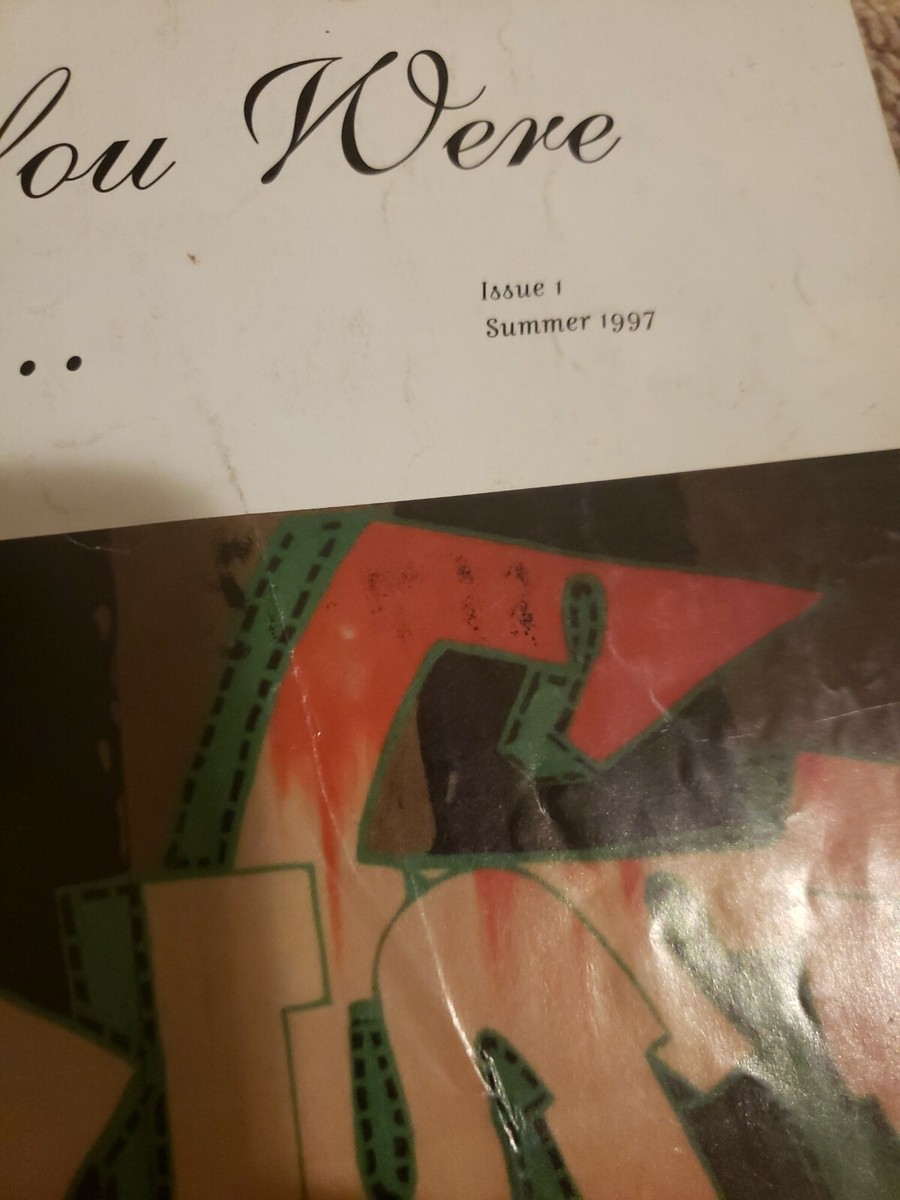 ou Were
Issue 1
Summer 1997
..